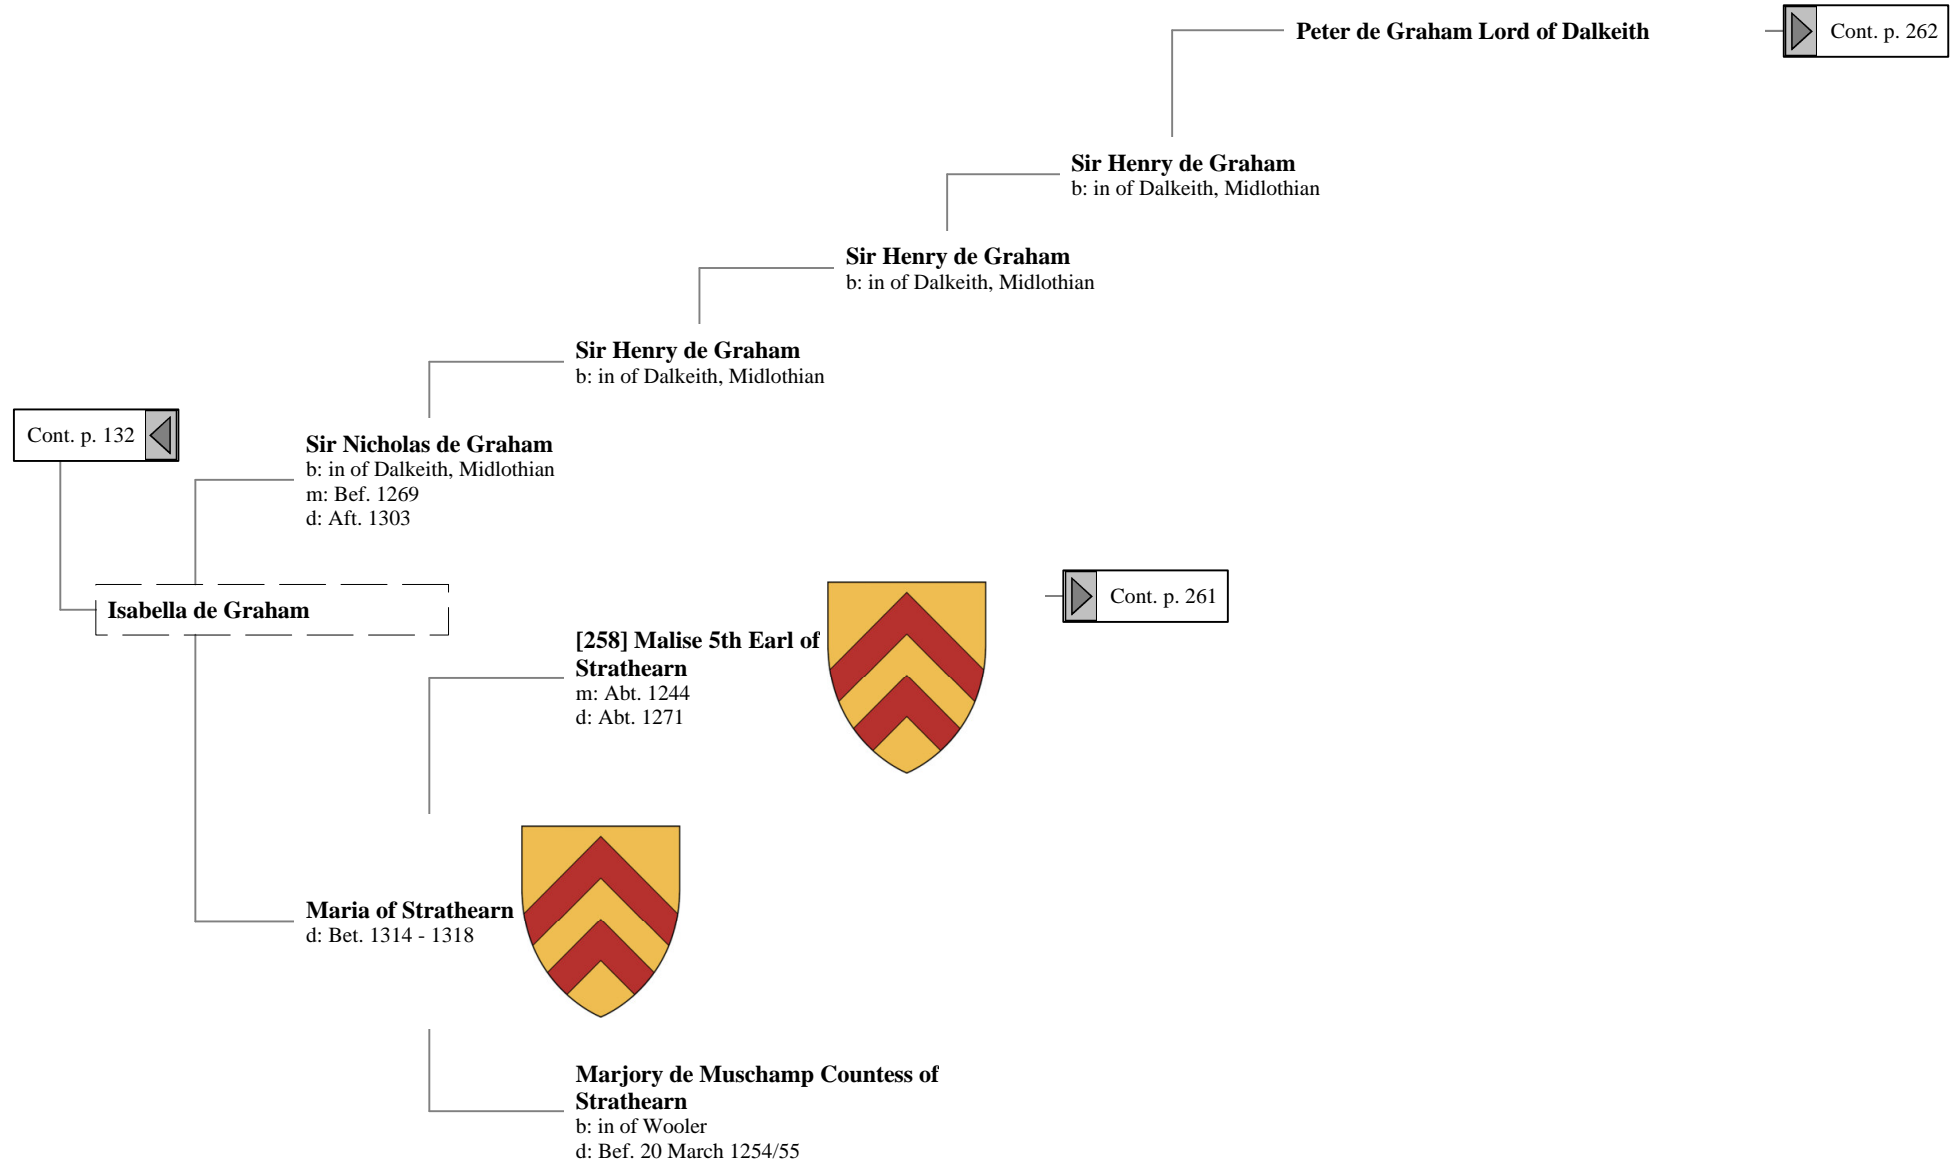 Peter de Graham Lord of Dalkeith
Cont. p. 262
Sir Henry de Graham
b: in of Dalkeith, Midlothian
Sir Henry de Graham
b: in of Dalkeith, Midlothian
Sir Henry de Graham
b: in of Dalkeith, Midlothian
Cont. p. 132
Sir Nicholas de Graham
b: in of Dalkeith, Midlothian
m: Bef. 1269
d: Aft. 1303
Isabella de Graham
Cont. p. 261
[258] Malise 5th Earl of
Strathearn
m: Abt. 1244
d: Abt. 1271
Maria of Strathearn
d: Bet. 1314 - 1318
Marjory de Muschamp Countess of
Strathearn
b: in of Wooler
d: Bef. 20 March 1254/55